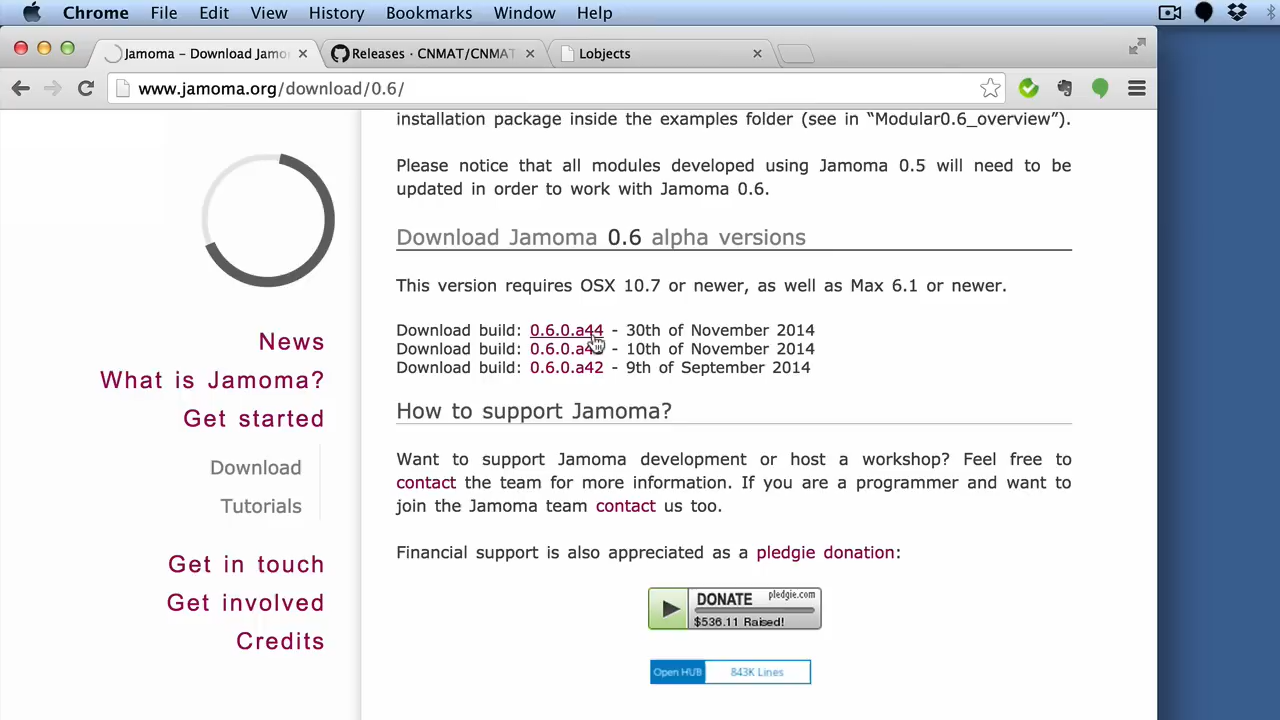 Chrome File Edit View History Bookmarks Window Help
Jamoma – Download Jamo
Releases · CNMAT/CNMAT
Lobjects
www.jamoma.org/download/0.6/
installation package inside the examples folder (see in “Modular0.6_overview”).
Please notice that all modules developed using Jamoma 0.5 will need to be
updated in order to work with Jamoma 0.6.
Download Jamoma 0.6 alpha versions
This version requires OSX 10.7 or newer, as well as Max 6.1 or newer.
Download build: 0.6.0.a44 - 30th of November 2014
Download build: 0.6.0.a4 - 10th of November 2014
Download build: 0.6.0.a42 - 9th of September 2014
How to support Jamoma?
Want to support Jamoma development or host a workshop? Feel free to
contact the team for more information. If you are a programmer and want to
join the Jamoma team contact us too.
Financial support is also appreciated as a pledgie donation:
DONATE pledgie.com
$536.11 Raised!
Open HUB 843K Lines
News
What is Jamoma?
Get started
Download
Tutorials
Get in touch
Get involved
Credits